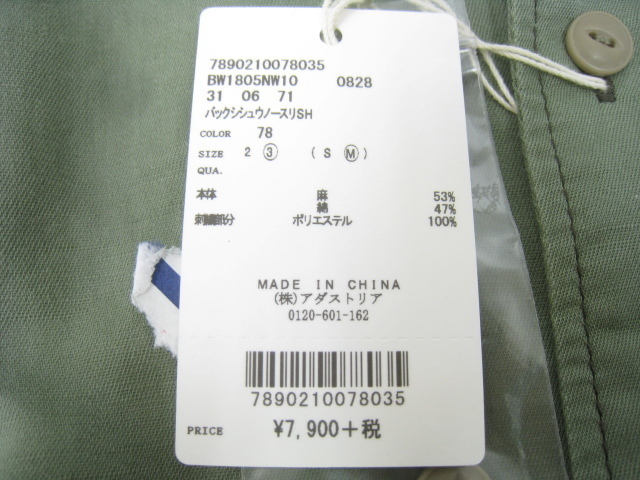 7890210078035
BW1805NW10 0828
31 06 71
バックシシュウノースリSH
COLOR 78
SIZE 2 ③ ( S Ⓜ )
QUA.
本体 麻 53%
綿 47%
刺繍部分 ポリエステル 100%
MADE IN CHINA
(株)アダストリア
0120-601-162
7890210078035
PRICE ¥7,900+税